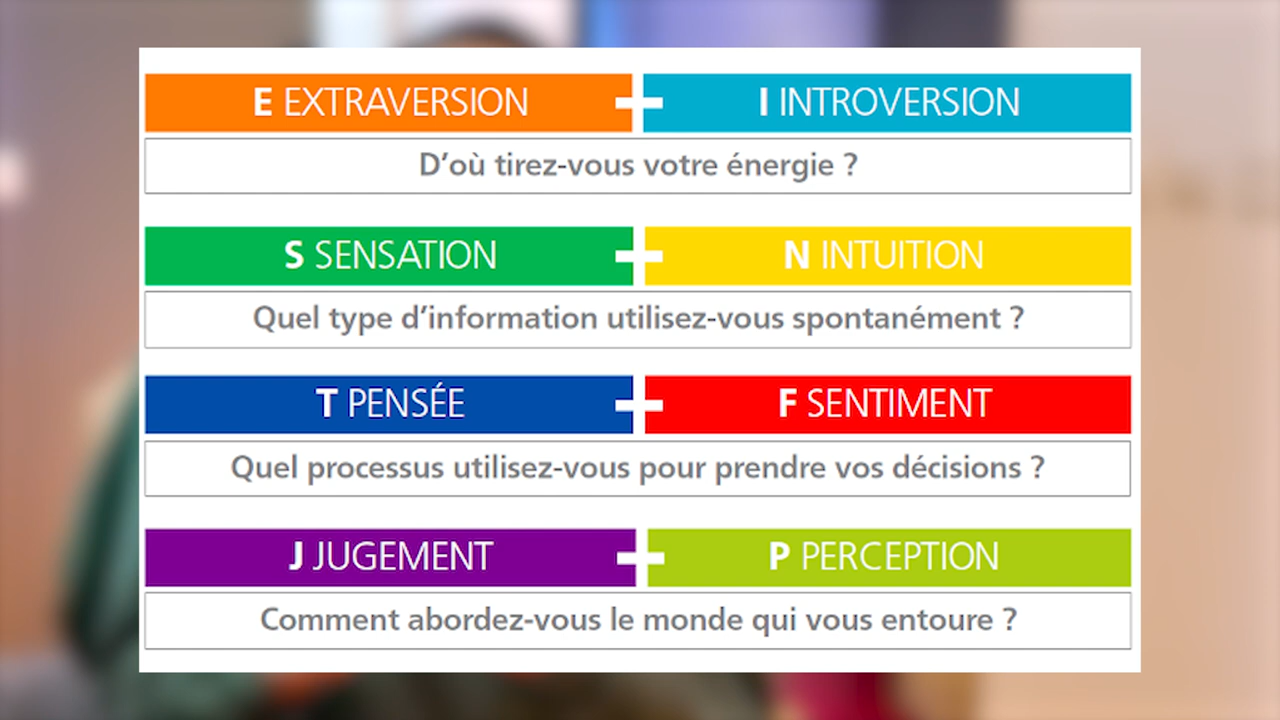 E EXTRAVERSION + I INTROVERSION
D’où tirez-vous votre énergie ?
S SENSATION + N INTUITION
Quel type d’information utilisez-vous spontanément ?
T PENSÉE + F SENTIMENT
Quel processus utilisez-vous pour prendre vos décisions ?
J JUGEMENT + P PERCEPTION
Comment abordez-vous le monde qui vous entoure ?